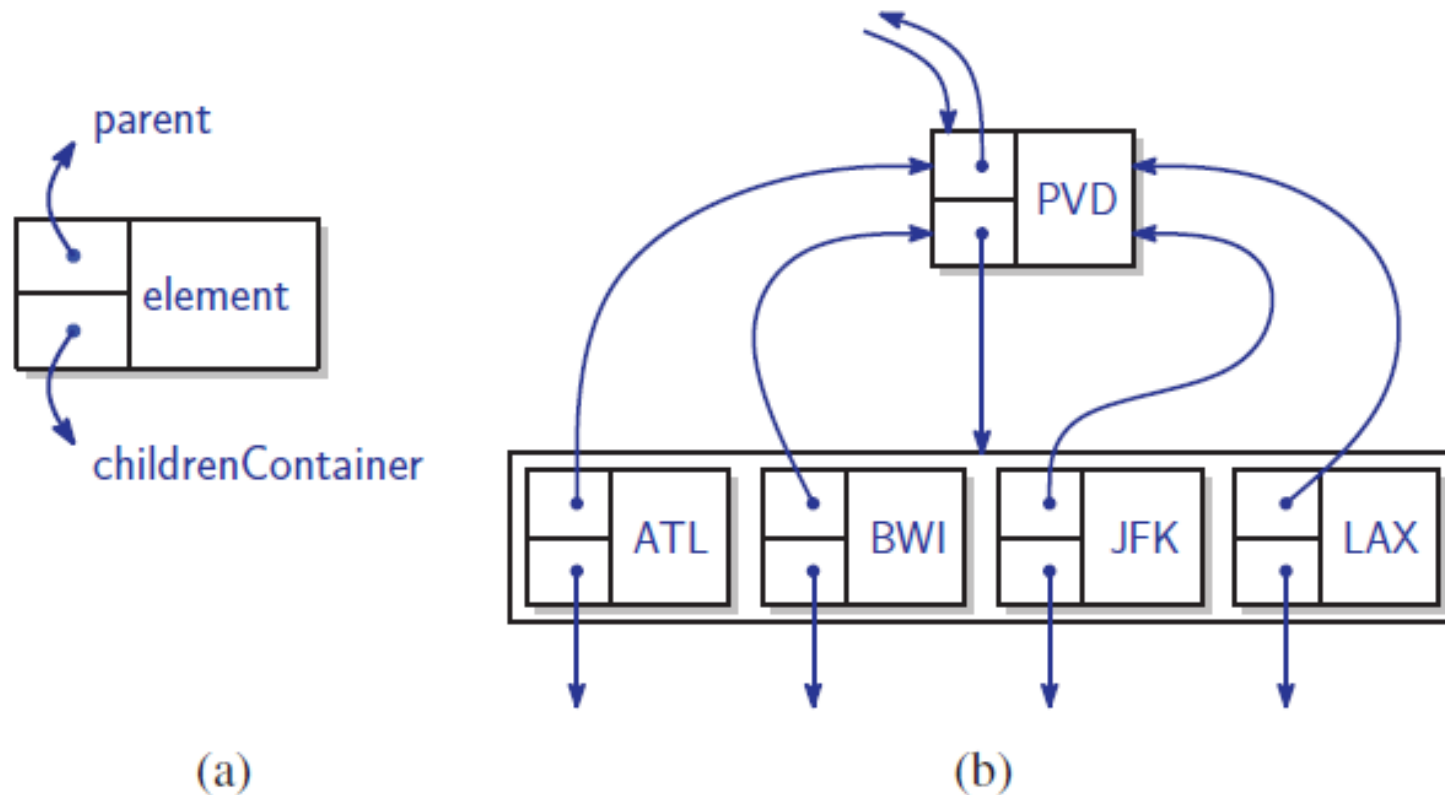 parent
element
childrenContainer
(a)
PVD
ATL
BWI
JFK
LAX
(b)